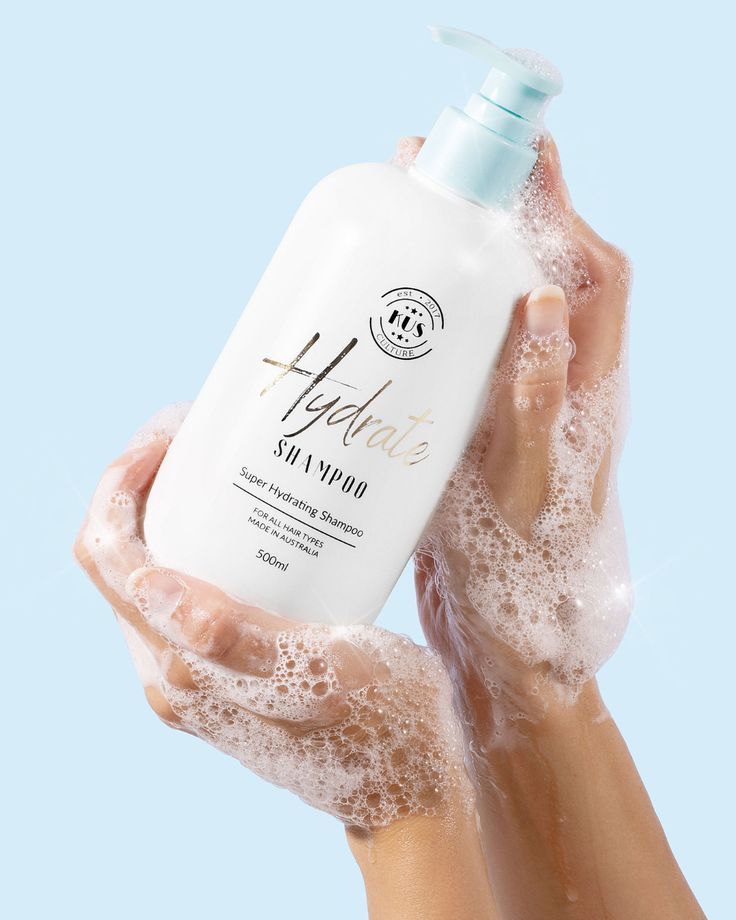 est • 2017
KUS
CULTURE
Hydrate
SHAMPOO
Super Hydrating Shampoo
FOR ALL HAIR TYPES
MADE IN AUSTRALIA
500ml